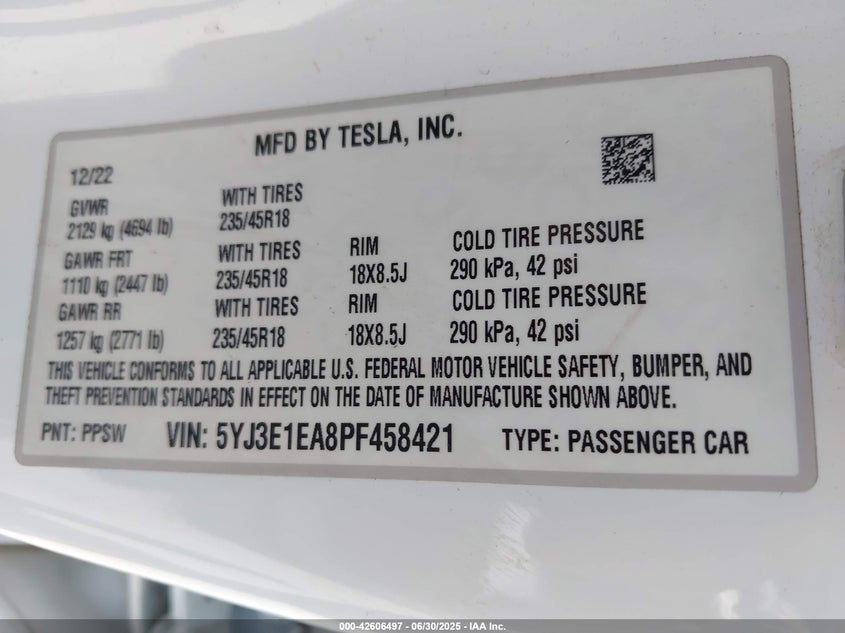 MFD BY TESLA, INC.
12/22
GVWR WITH TIRES
2129 kg (4694 lb) 235/45R18
GAWR FRT WITH TIRES RIM COLD TIRE PRESSURE
1110 kg (2447 lb) 235/45R18 18X8.5J 290 kPa, 42 psi
GAWR RR WITH TIRES RIM COLD TIRE PRESSURE
1257 kg (2771 lb) 235/45R18 18X8.5J 290 kPa, 42 psi
THIS VEHICLE CONFORMS TO ALL APPLICABLE U.S. FEDERAL MOTOR VEHICLE SAFETY, BUMPER, AND
THEFT PREVENTION STANDARDS IN EFFECT ON THE DATE OF MANUFACTURE SHOWN ABOVE.
PNT: PPSW VIN: 5YJ3E1EA8PF458421 TYPE: PASSENGER CAR
000-42606497 - 06/30/2025 - IAA Inc.